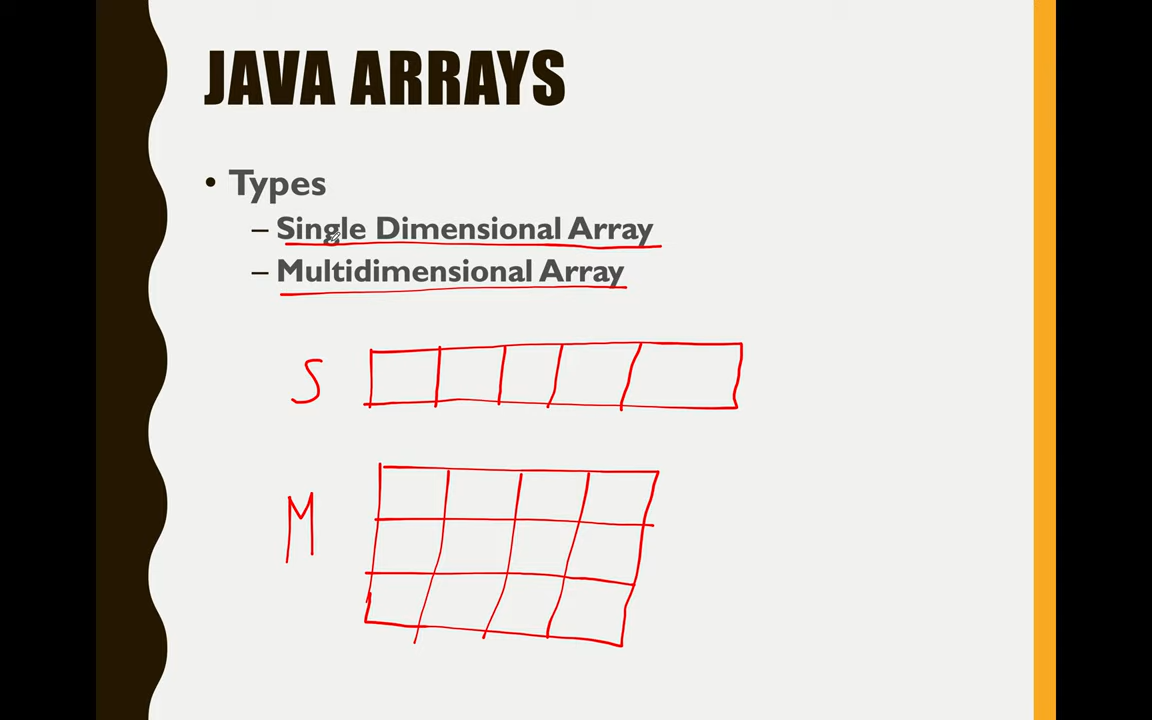 JAVA ARRAYS
• Types
– Single Dimensional Array
– Multidimensional Array
S
M